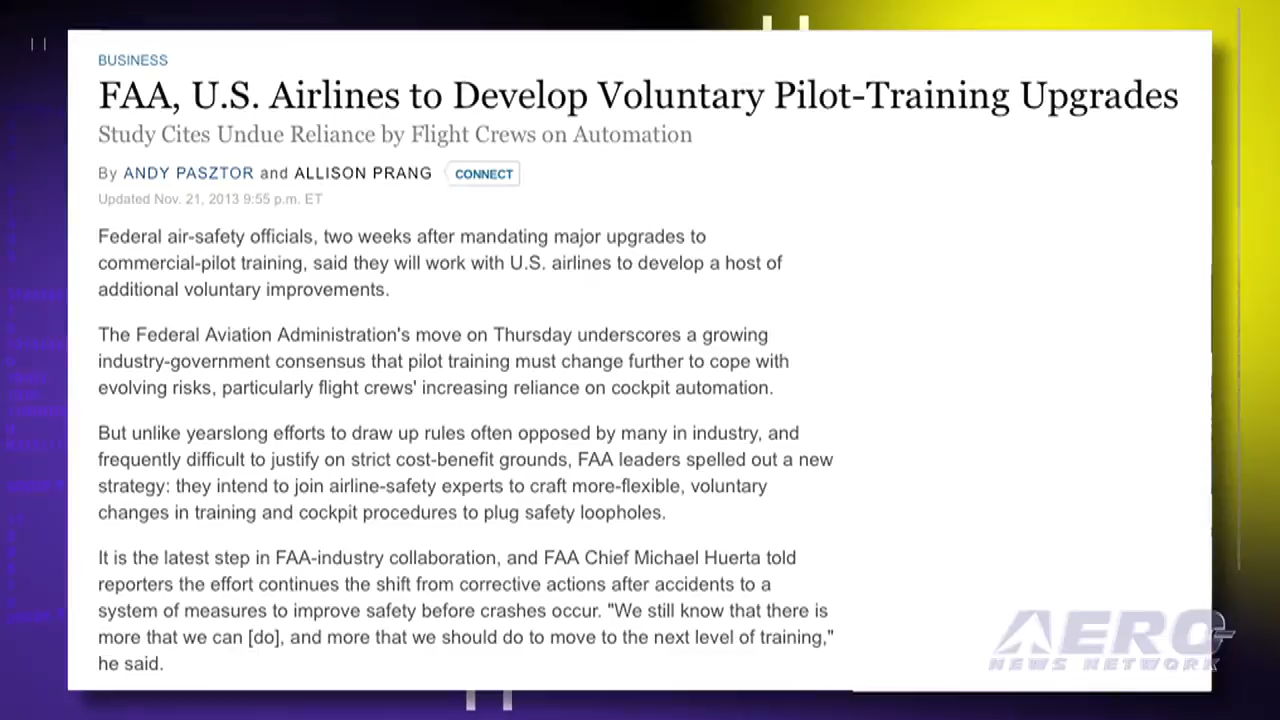 BUSINESS
FAA, U.S. Airlines to Develop Voluntary Pilot-Training Upgrades
Study Cites Undue Reliance by Flight Crews on Automation
By ANDY PASZTOR and ALLISON PRANG CONNECT
Updated Nov. 21, 2013 9:55 p.m. ET
Federal air-safety officials, two weeks after mandating major upgrades to
commercial-pilot training, said they will work with U.S. airlines to develop a host of
additional voluntary improvements.
The Federal Aviation Administration's move on Thursday underscores a growing
industry-government consensus that pilot training must change further to cope with
evolving risks, particularly flight crews' increasing reliance on cockpit automation.
But unlike yearslong efforts to draw up rules often opposed by many in industry, and
frequently difficult to justify on strict cost-benefit grounds, FAA leaders spelled out a new
strategy: they intend to join airline-safety experts to craft more-flexible, voluntary
changes in training and cockpit procedures to plug safety loopholes.
It is the latest step in FAA-industry collaboration, and FAA Chief Michael Huerta told
reporters the effort continues the shift from corrective actions after accidents to a
system of measures to improve safety before crashes occur. "We still know that there is
more that we can [do], and more that we should do to move to the next level of training,"
he said.
AERO
NEWS NETWORK